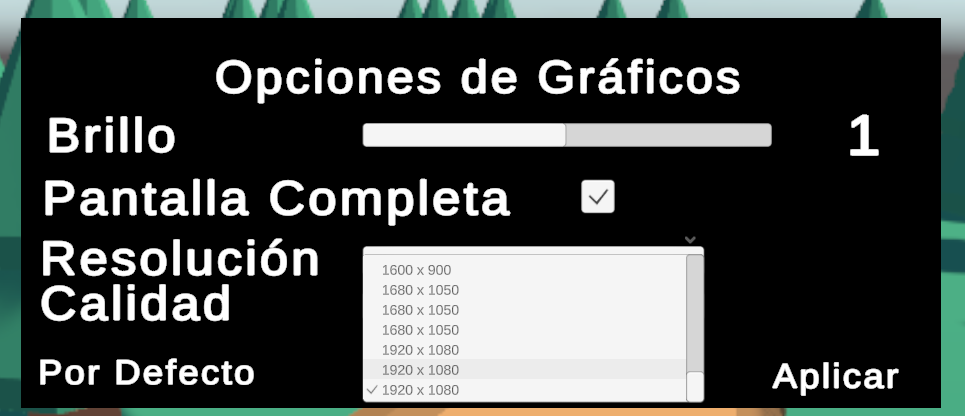 Opciones de Gráficos
Brillo 1
Pantalla Completa
Resolución
Calidad
1600 x 900
1680 x 1050
1680 x 1050
1680 x 1050
1920 x 1080
1920 x 1080
1920 x 1080
Por Defecto
Aplicar